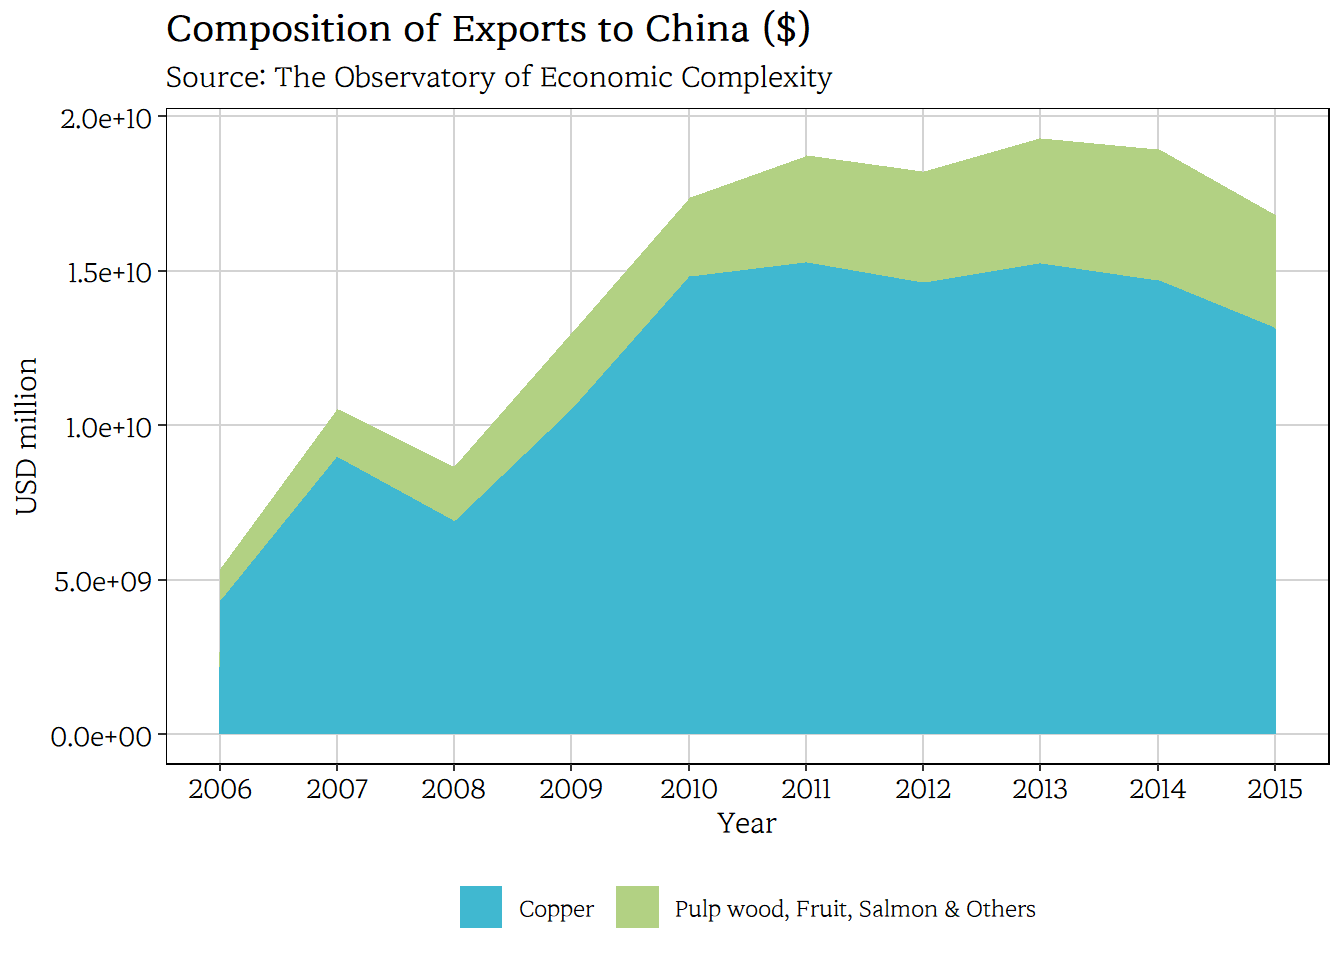 Composition of Exports to China ($)
Source: The Observatory of Economic Complexity
2.0e+10
1.5e+10
1.0e+10
5.0e+09
0.0e+00
USD million
2006 2007 2008 2009 2010 2011 2012 2013 2014 2015
Year
Copper Pulp wood, Fruit, Salmon & Others